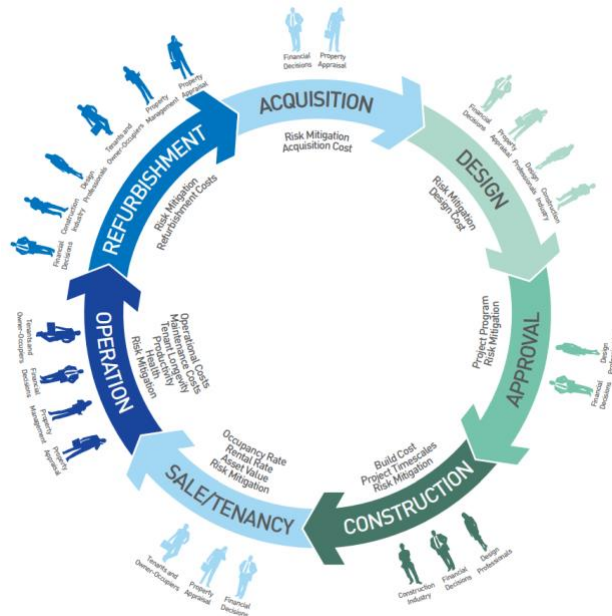 ACQUISITION
Financial
Decisions
Property
Appraisal
Risk Mitigation
Acquisition Cost
DESIGN
Financial
Decisions
Property
Appraisal
Design
Professionals
Construction
Industry
Risk Mitigation
Design Cost
APPROVAL
Design
Financial
Decisions
Project Program
Risk Mitigation
CONSTRUCTION
Design
Professionals
Financial
Decisions
Construction
Industry
Build Cost
Project Timescales
Risk Mitigation
SALE/TENANCY
Financial
Decisions
Property
Appraisal
Tenants and
Owner-Occupiers
Occupancy Rate
Rental Rate
Asset Value
Risk Mitigation
OPERATION
Property
Appraisal
Property
Management
Financial
Decisions
Tenants and
Owner-Occupiers
Operational Costs
Maintenance Costs
Tenant Longevity
Productivity
Health
Risk Mitigation
REFURBISHMENT
Financial
Decisions
Construction
Industry
Design
Professionals
Tenants and
Owner-Occupiers
Property
Management
Property
Appraisal
Risk Mitigation
Refurbishment Costs